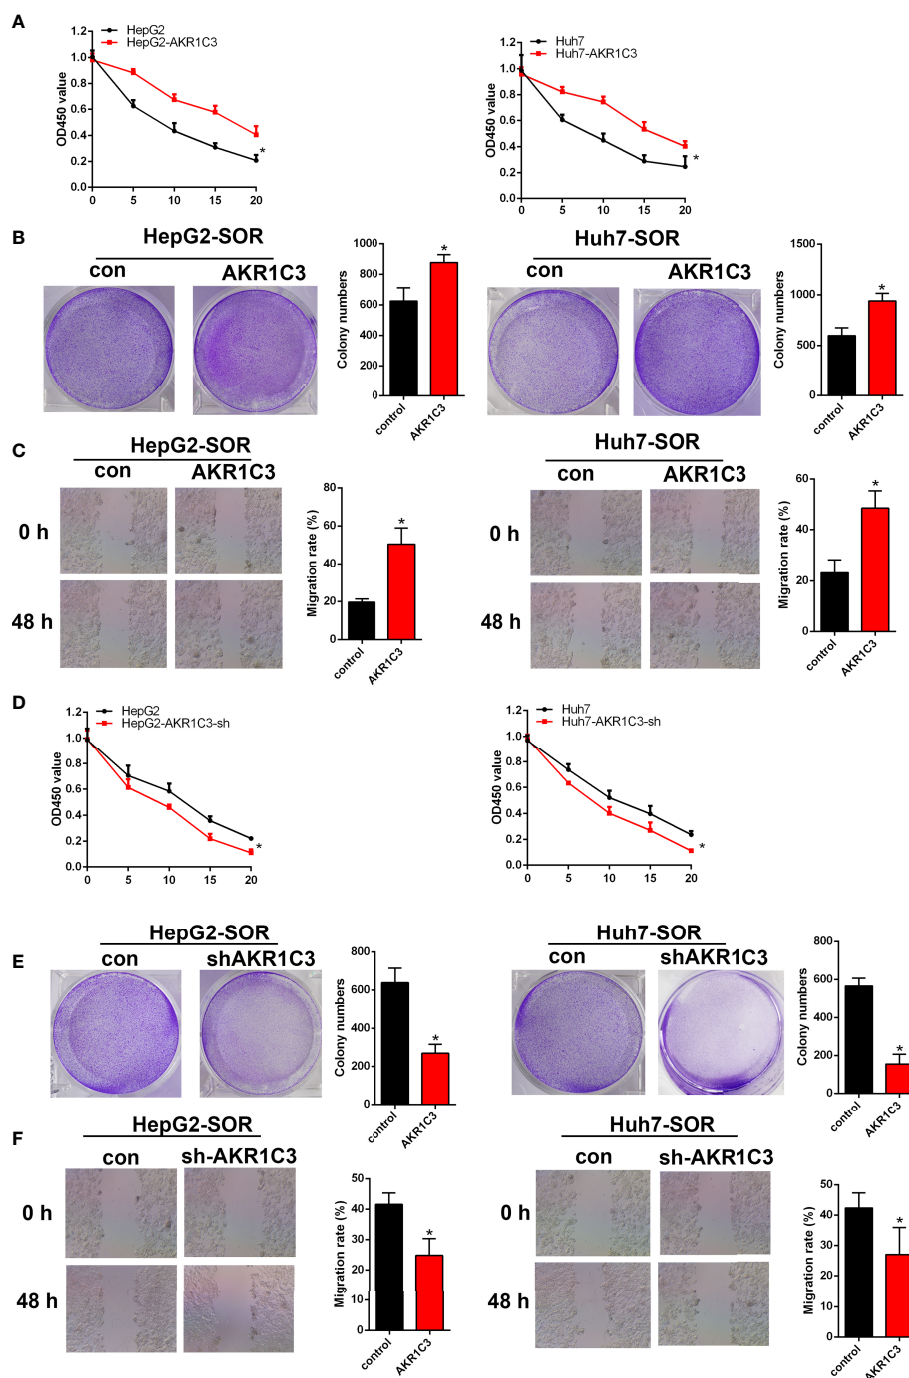 A
HepG2
HepG2-AKR1C3
OD450 value
1.2
1.0
0.8
0.6
0.4
0.2
0.0
0 5 10 15 20
*
Huh7
Huh7-AKR1C3
OD450 value
1.2
1.0
0.8
0.6
0.4
0.2
0.0
0 5 10 15 20
*
B
HepG2-SOR
con AKR1C3
Colony numbers
1000
800
600
400
200
0
*
control AKR1C3
Huh7-SOR
con AKR1C3
Colony numbers
1500
1000
500
0
*
control AKR1C3
C
HepG2-SOR
con AKR1C3
0 h
48 h
Migration rate (%)
80
60
40
20
0
*
control AKR1C3
Huh7-SOR
con AKR1C3
0 h
48 h
Migration rate (%)
60
40
20
0
*
control AKR1C3
D
HepG2
HepG2-AKR1C3-sh
OD450 value
1.2
1.0
0.8
0.6
0.4
0.2
0.0
0 5 10 15 20
*
Huh7
Huh7-AKR1C3-sh
OD450 value
1.2
1.0
0.8
0.6
0.4
0.2
0.0
0 5 10 15 20
*
E
HepG2-SOR
con shAKR1C3
Colony numbers
800
600
400
200
0
*
control AKR1C3
Huh7-SOR
con shAKR1C3
Colony numbers
800
600
400
200
0
*
control AKR1C3
F
HepG2-SOR
con sh-AKR1C3
0 h
48 h
Migration rate (%)
50
40
30
20
10
0
*
control AKR1C3
Huh7-SOR
con sh-AKR1C3
0 h
48 h
Migration rate (%)
50
40
30
20
10
0
*
control AKR1C3